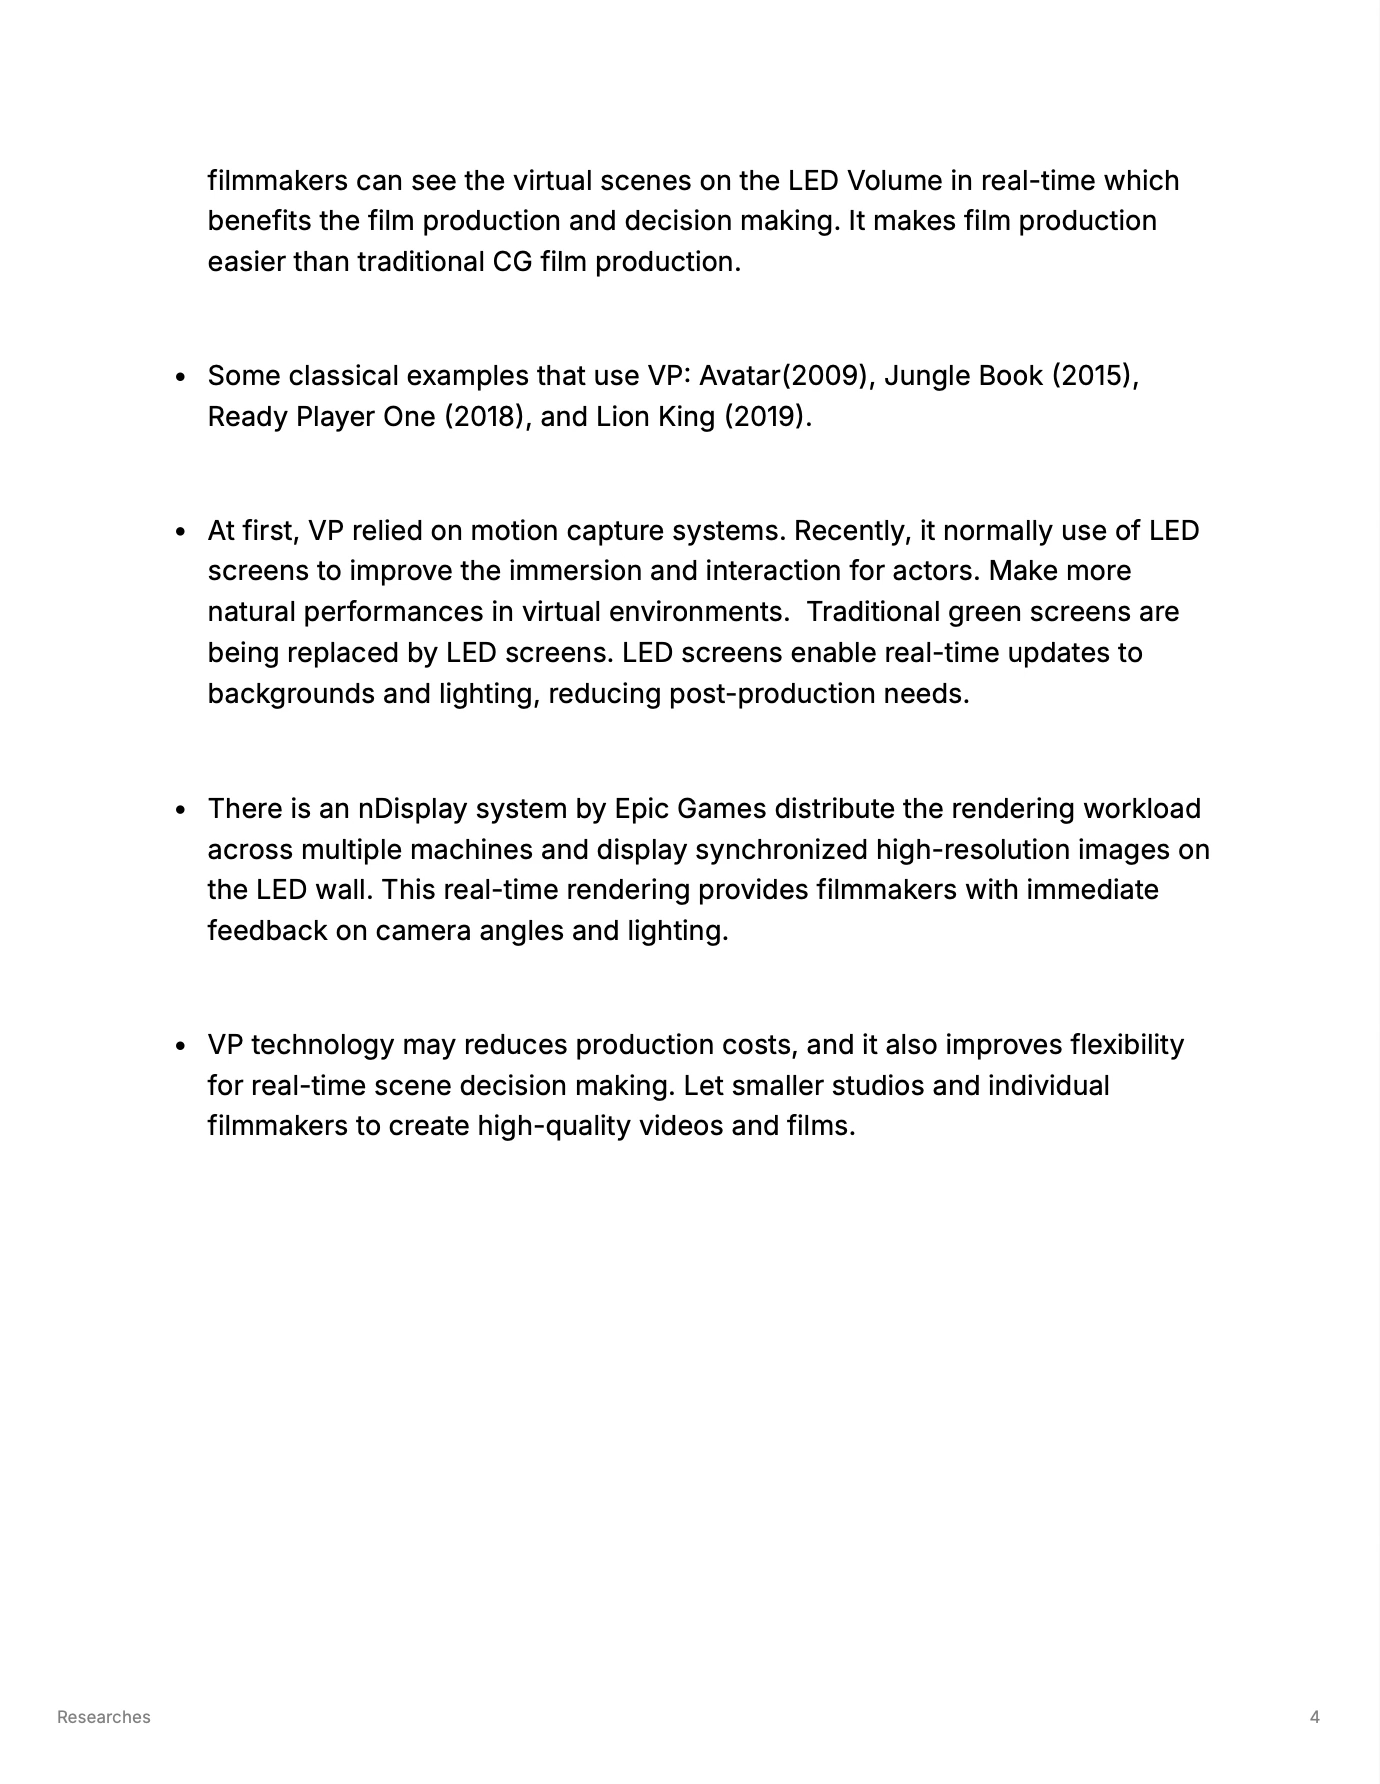 filmmakers can see the virtual scenes on the LED Volume in real-time which
benefits the film production and decision making. It makes film production
easier than traditional CG film production.
• Some classical examples that use VP: Avatar(2009), Jungle Book (2015),
Ready Player One (2018), and Lion King (2019).
• At first, VP relied on motion capture systems. Recently, it normally use of LED
screens to improve the immersion and interaction for actors. Make more
natural performances in virtual environments.  Traditional green screens are
being replaced by LED screens. LED screens enable real-time updates to
backgrounds and lighting, reducing post-production needs.
• There is an nDisplay system by Epic Games distribute the rendering workload
across multiple machines and display synchronized high-resolution images on
the LED wall. This real-time rendering provides filmmakers with immediate
feedback on camera angles and lighting.
• VP technology may reduces production costs, and it also improves flexibility
for real-time scene decision making. Let smaller studios and individual
filmmakers to create high-quality videos and films.
Researches 4